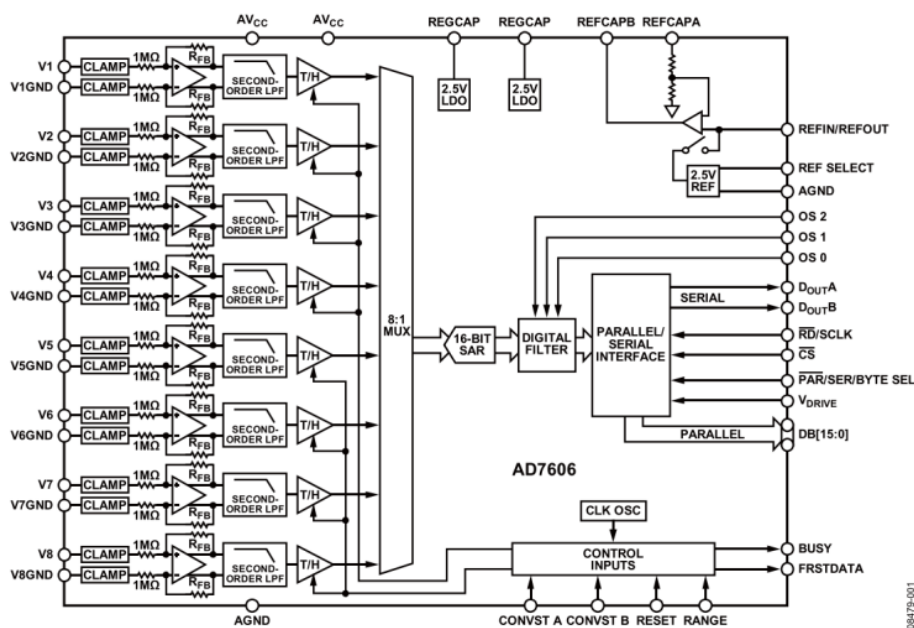 AVCC
AVCC
REGCAP
REGCAP
REFCAPB
REFCAPA
V1
CLAMP
1MΩ
RFB
V1GND
CLAMP
1MΩ
RFB
SECOND-
ORDER LPF
T/H
2.5V
LDO
2.5V
LDO
REFIN/REFOUT
V2
CLAMP
1MΩ
RFB
V2GND
CLAMP
1MΩ
RFB
SECOND-
ORDER LPF
T/H
2.5V
REF
REF SELECT
AGND
V3
CLAMP
1MΩ
RFB
V3GND
CLAMP
1MΩ
RFB
SECOND-
ORDER LPF
T/H
OS 2
OS 1
OS 0
V4
CLAMP
1MΩ
RFB
V4GND
CLAMP
1MΩ
RFB
SECOND-
ORDER LPF
T/H
V5
CLAMP
1MΩ
RFB
V5GND
CLAMP
1MΩ
RFB
SECOND-
ORDER LPF
T/H
8:1
MUX
16-BIT
SAR
DIGITAL
FILTER
PARALLEL/
SERIAL
INTERFACE
SERIAL
DOUTA
DOUTB
RD/SCLK
CS
PAR/SER/BYTE SEL
VDRIVE
PARALLEL
DB[15:0]
V6
CLAMP
1MΩ
RFB
V6GND
CLAMP
1MΩ
RFB
SECOND-
ORDER LPF
T/H
V7
CLAMP
1MΩ
RFB
V7GND
CLAMP
1MΩ
RFB
SECOND-
ORDER LPF
T/H
AD7606
V8
CLAMP
1MΩ
RFB
V8GND
CLAMP
1MΩ
RFB
SECOND-
ORDER LPF
T/H
CLK OSC
CONTROL
INPUTS
BUSY
FRSTDATA
AGND
CONVST A
CONVST B
RESET
RANGE
08479-001